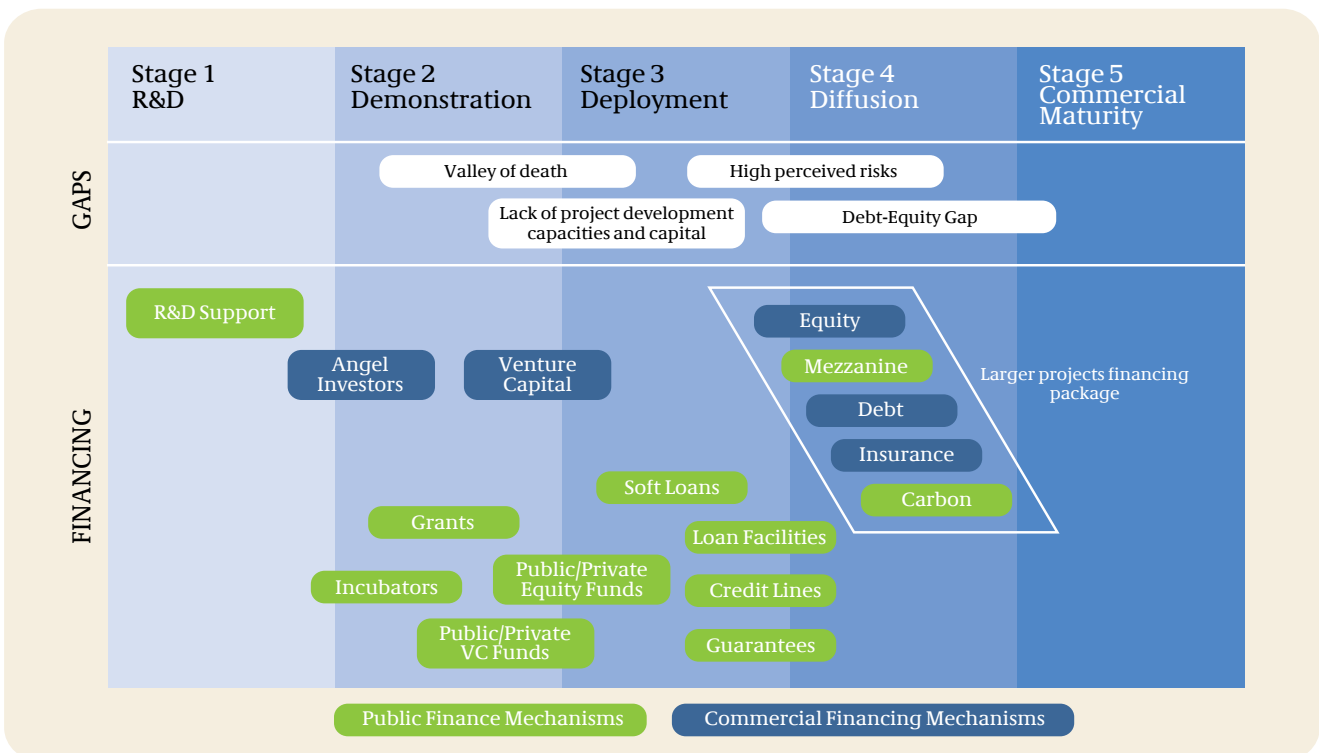 Stage 1
R&D
Stage 2
Demonstration
Stage 3
Deployment
Stage 4
Diffusion
Stage 5
Commercial
Maturity
GAPS
Valley of death
High perceived risks
Lack of project development
capacities and capital
Debt-Equity Gap
FINANCING
R&D Support
Angel
Investors
Venture
Capital
Equity
Mezzanine
Debt
Insurance
Carbon
Larger projects financing
package
Soft Loans
Grants
Loan Facilities
Incubators
Public/Private
Equity Funds
Credit Lines
Public/Private
VC Funds
Guarantees
Public Finance Mechanisms
Commercial Financing Mechanisms